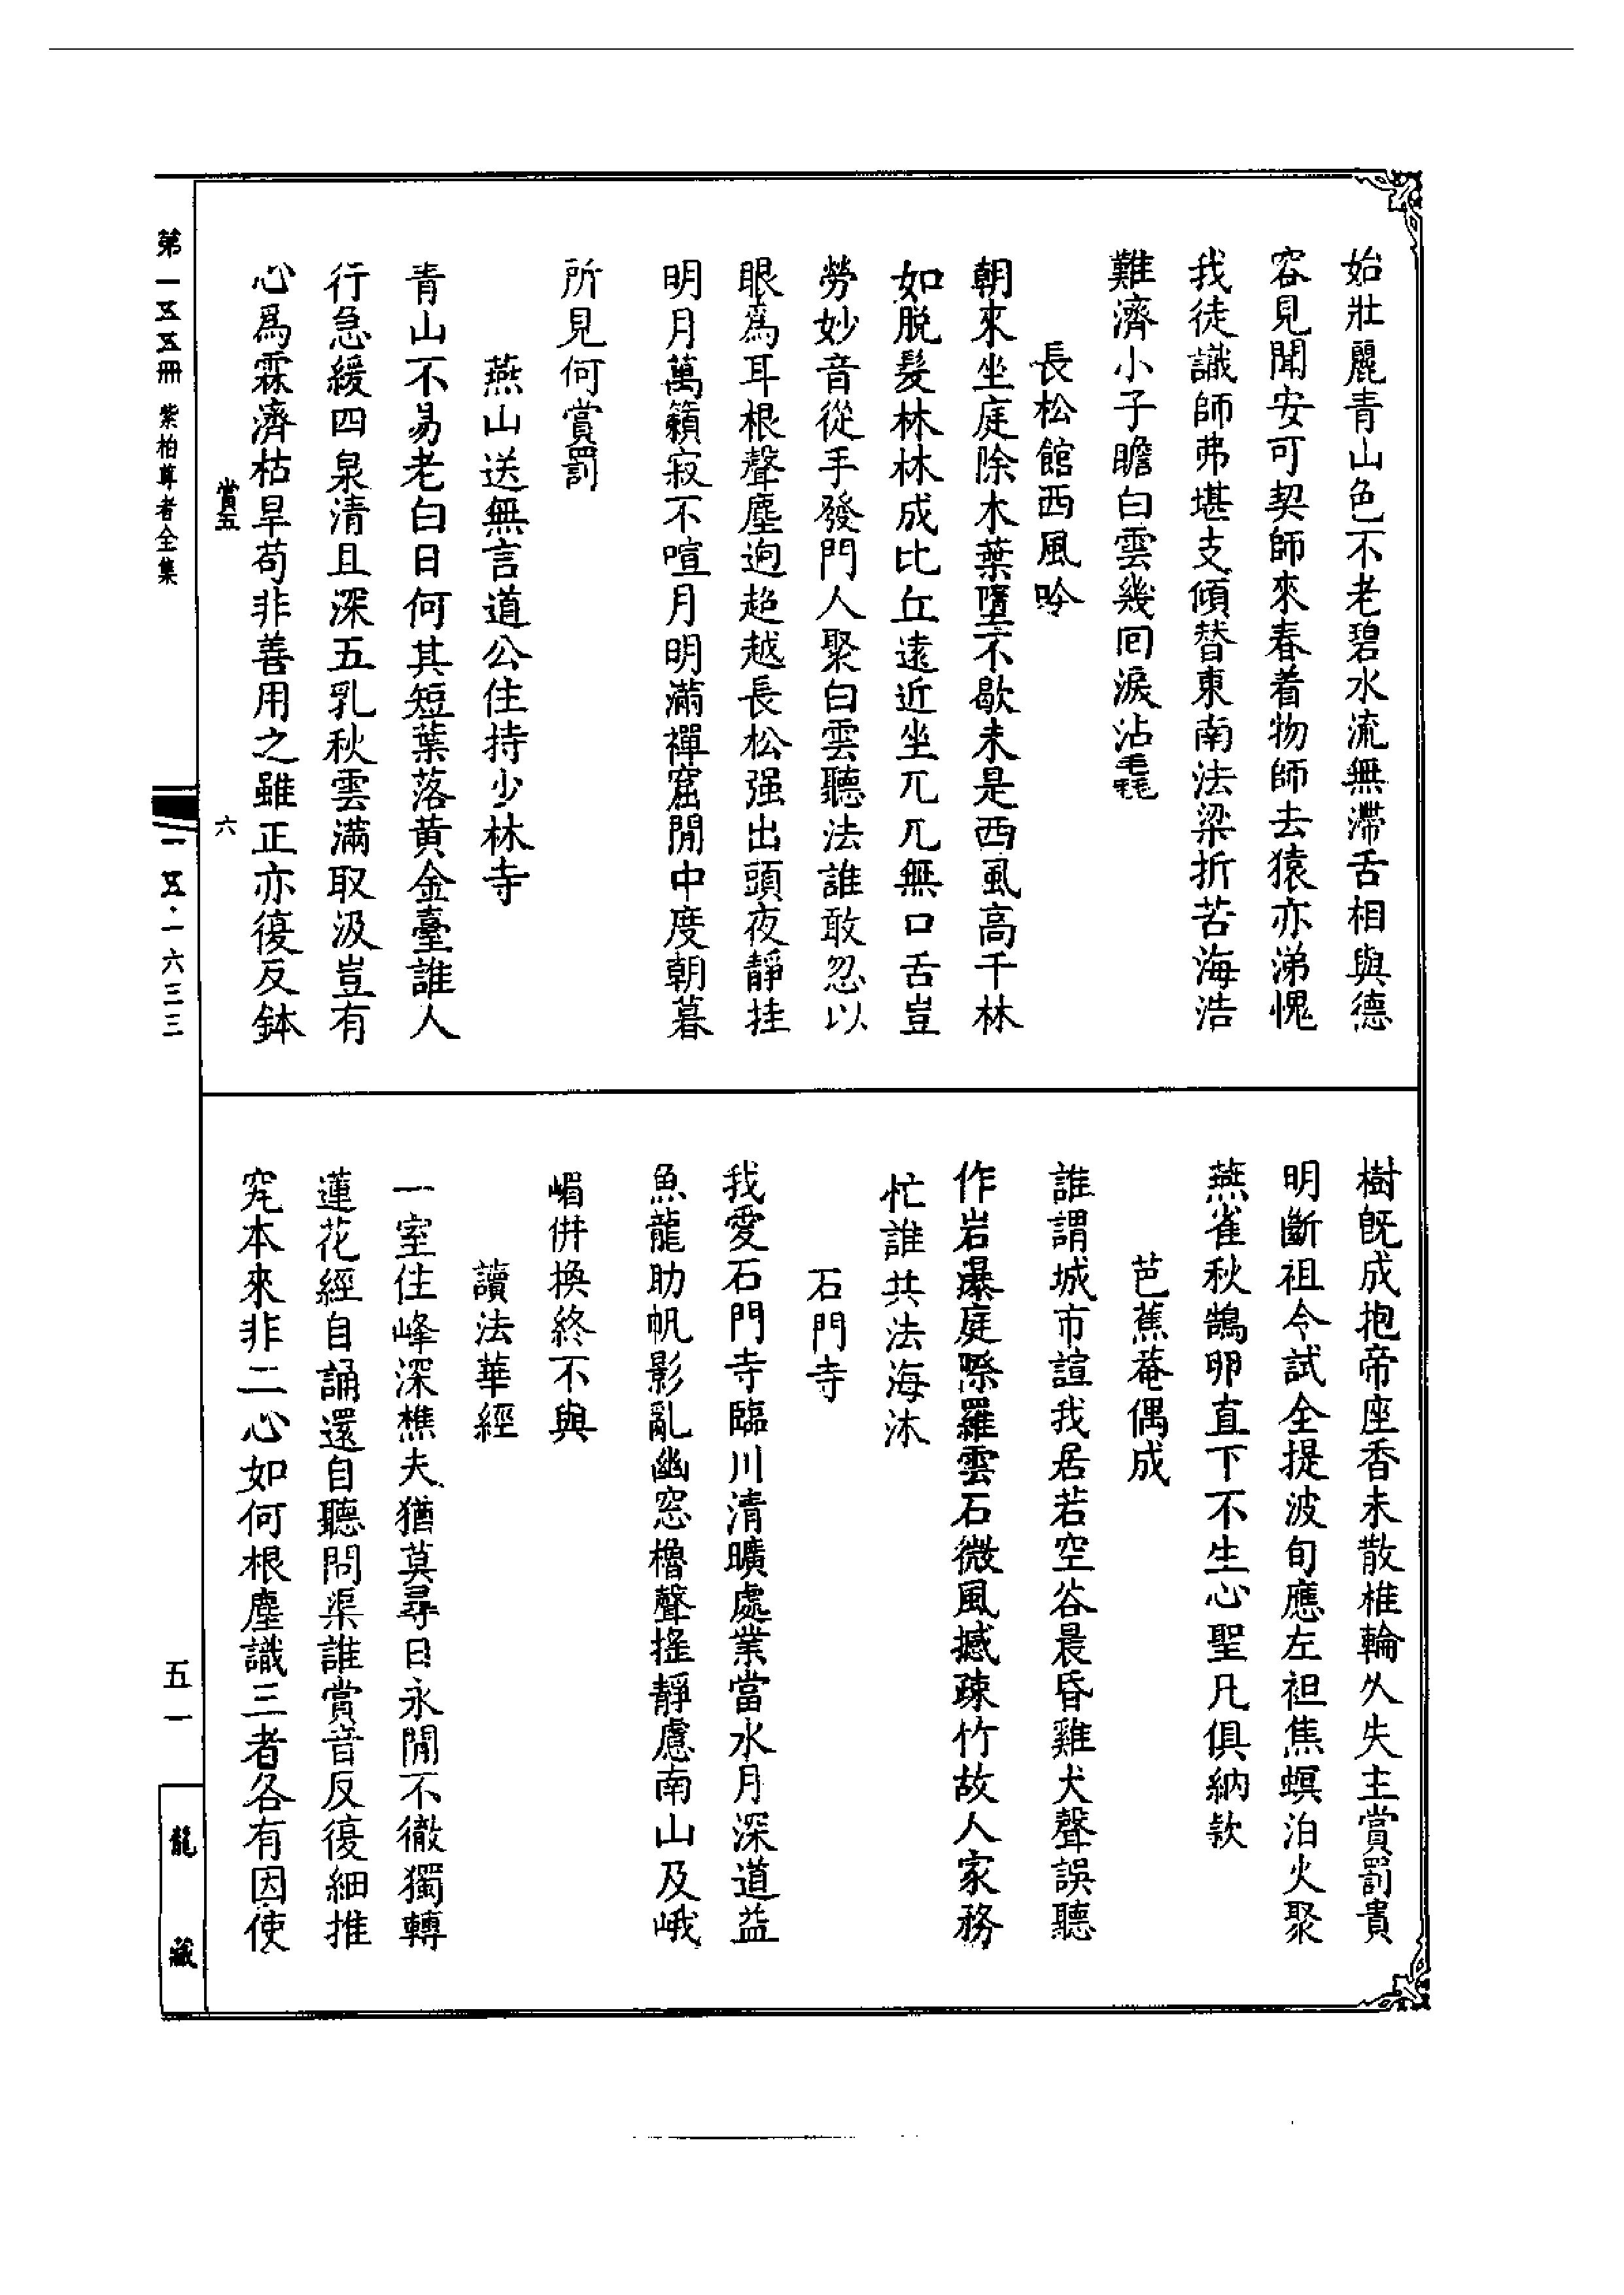 始壯麗青山色不老碧水流無滯舌相與德
容見聞安可契師來春着物師去猿亦涕愧
我徒識師弗堪支傾替東南法梁折苦海浩
難濟小子瞻白雲幾回淚沾毳
長松館西風吟
朝來坐庭除木葉墮不歇未是西風高千林
如脫髮林林成比丘遠近坐兀兀無口舌豈
勞妙音從手發門人聚白雲聽法誰敢忽以
眼爲耳根聲塵迥超越長松强出頭夜靜挂
明月萬籟寂不喧月明滿禪窟閒中度朝暮
所見何賞罰
燕山送無言道公住持少林寺
青山不易老白日何其短葉落黄金臺誰人
行急緩四泉清且深五乳秋雲滿取汲豈有
心爲霖濟枯旱苟非善用之雖正亦復反鉢
樹旣成抱帝座香未散椎輪久失主賞罰貴
明斷祖令今試全提波旬應左袒焦螟泊火聚
燕雀秋鵠卵直下不生心聖凡俱納款
芭蕉菴偶成
誰謂城市諠我居若空谷晨昏雞犬聲誤聽
作岩瀑庭際羅雲石微風撼疎竹故人家務
忙誰共法海沐
石門寺
我愛石門寺臨川清曠處業當水月深道益
魚龍助帆影亂幽窓櫓聲搖靜慮南山及峨
嵋併換終不與
讀法華經
一室住峰深樵夫猶莫尋日永閒不徹獨轉
蓮花經自誦還自聽問渠誰賞音反復細推
究本來非二心如何根塵識三者各有因使
賞五
六
第一五五冊 紫柏尊者全集
一五五·一六三三
五一
龍藏